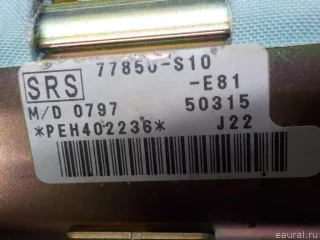 77850-S10
SRS -E81
M/D 0797 50315
*PEH402236* J22
eaural.ru